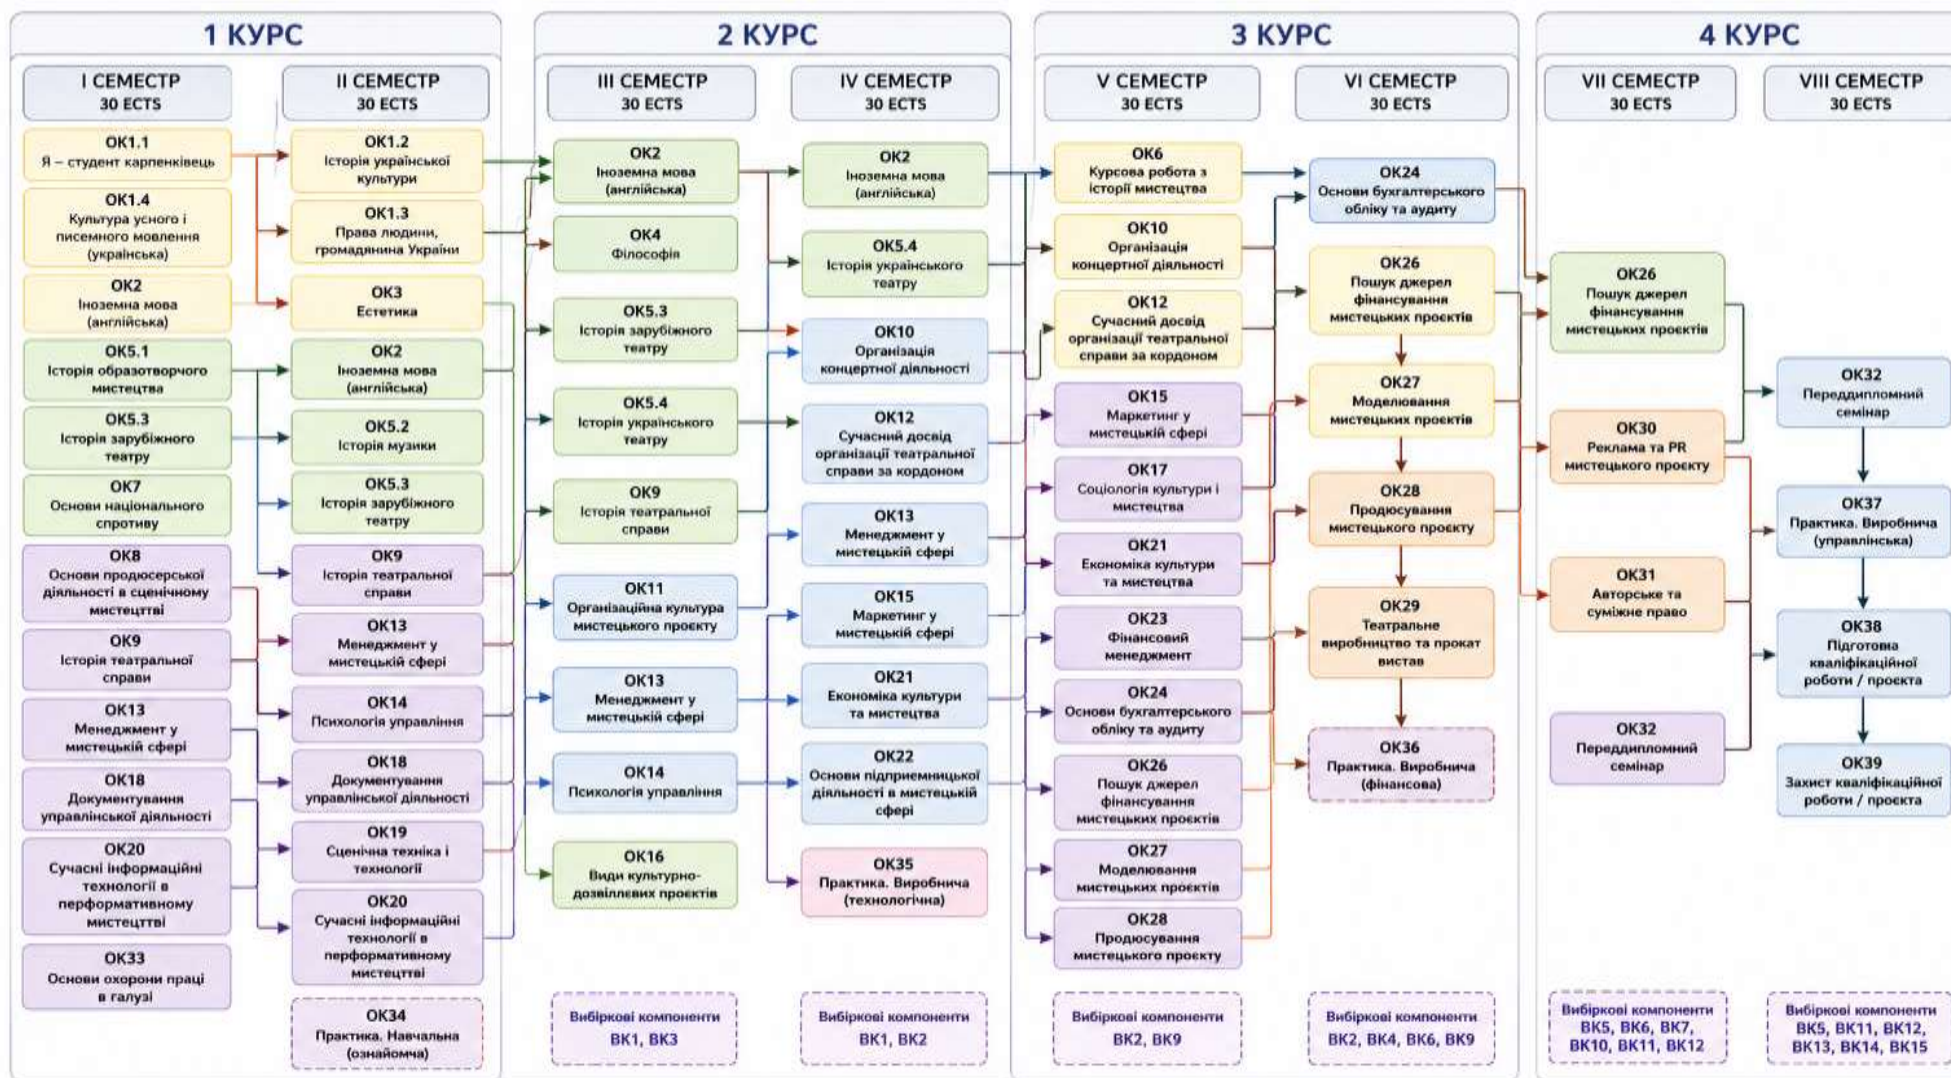 1 КУРС
I СЕМЕСТР
30 ECTS
ОК1.1
Я – студент карпенківець
ОК1.4
Культура усного і
писемного мовлення
(українська)
ОК2
Іноземна мова
(англійська)
ОК5.1
Історія образотворчого
мистецтва
ОК5.3
Історія зарубіжного
театру
ОК7
Основи національного
спротиву
ОК8
Основи продюсерської
діяльності в сценічному
мистецттві
ОК9
Історія театральної
справи
ОК13
Менеджмент у
мистецькій сфері
ОК18
Документування
управлінської діяльності
ОК20
Сучасні інформаційні
технології в
перформативному
мистецттві
ОК33
Основи охорони праці
в галузі
II СЕМЕСТР
30 ECTS
ОК1.2
Історія української
культури
ОК1.3
Права людини,
громадянина України
ОК3
Естетика
ОК2
Іноземна мова
(англійська)
ОК5.2
Історія музики
ОК5.3
Історія зарубіжного
театру
ОК9
Історія театральної
справи
ОК13
Менеджмент у
мистецькій сфері
ОК14
Психологія управління
ОК18
Документування
управлінської діяльності
ОК19
Сценічна техніка і
технології
ОК20
Сучасні інформаційні
технології в
перформативному
мистецттві
ОК34
Практика. Навчальна
(ознайомча)
2 КУРС
III СЕМЕСТР
30 ECTS
ОК2
Іноземна мова
(англійська)
ОК4
Філософія
ОК5.3
Історія зарубіжного
театру
ОК5.4
Історія українського
театру
ОК9
Історія театральної
справи
ОК11
Організаційна культура
мистецького проєкту
ОК13
Менеджмент у
мистецькій сфері
ОК14
Психологія управління
ОК16
Види культурно-
дозвіллєвих проєктів
Вибіркові компоненти
ВК1, ВК3
IV СЕМЕСТР
30 ECTS
ОК2
Іноземна мова
(англійська)
ОК5.4
Історія українського
театру
ОК10
Організація
концертної діяльності
ОК12
Сучасний досвід
організації театральної
справи за кордоном
ОК13
Менеджмент у
мистецькій сфері
ОК15
Маркетинг у
мистецькій сфері
ОК21
Економіка культури
та мистецтва
ОК22
Основи підприемницької
діяльності в мистецькій
сфері
ОК35
Практика. Виробнича
(технологічна)
Вибіркові компоненти
ВК1, ВК2
3 КУРС
V СЕМЕСТР
30 ECTS
ОК6
Курсова робота з
історії мистецтва
ОК10
Організація
концертної діяльності
ОК12
Сучасний досвід
організації театральної
справи за кордоном
ОК15
Маркетинг у
мистецькій сфері
ОК17
Соціологія культури і
мистецтва
ОК21
Економіка культури
та мистецтва
ОК23
Фінансовий
менеджмент
ОК24
Основи бухгалтерського
обліку та аудиту
ОК26
Пошук джерел
фінансування
мистецьких проєктів
ОК27
Моделювання
мистецьких проєктів
ОК28
Продюсування
мистецького проєкту
Вибіркові компоненти
ВК2, ВК9
VI СЕМЕСТР
30 ECTS
ОК24
Основи бухгалтерського
обліку та аудиту
ОК26
Пошук джерел
фінансування
мистецьких проєктів
ОК27
Моделювання
мистецьких проєктів
ОК28
Продюсування
мистецького проєкту
ОК29
Театральне
виробництво та прокат
вистав
ОК36
Практика. Виробнича
(фінансова)
Вибіркові компоненти
ВК2, ВК4, ВК6, ВК9
4 КУРС
VII СЕМЕСТР
30 ECTS
ОК26
Пошук джерел
фінансування
мистецьких проєктів
ОК30
Реклама та PR
мистецького проєкту
ОК31
Авторське та
суміжне право
ОК32
Переддипломний
семінар
Вибіркові компоненти
ВК5, ВК6, ВК7,
ВК10, ВК11, ВК12
VIII СЕМЕСТР
30 ECTS
ОК32
Переддипломний
семінар
ОК37
Практика. Виробнича
(управлінська)
ОК38
Підготовка
кваліфікаційної
роботи / проєкта
ОК39
Захист кваліфікаційної
роботи / проєкта
Вибіркові компоненти
ВК5, ВК11, ВК12,
ВК13, ВК14, ВК15